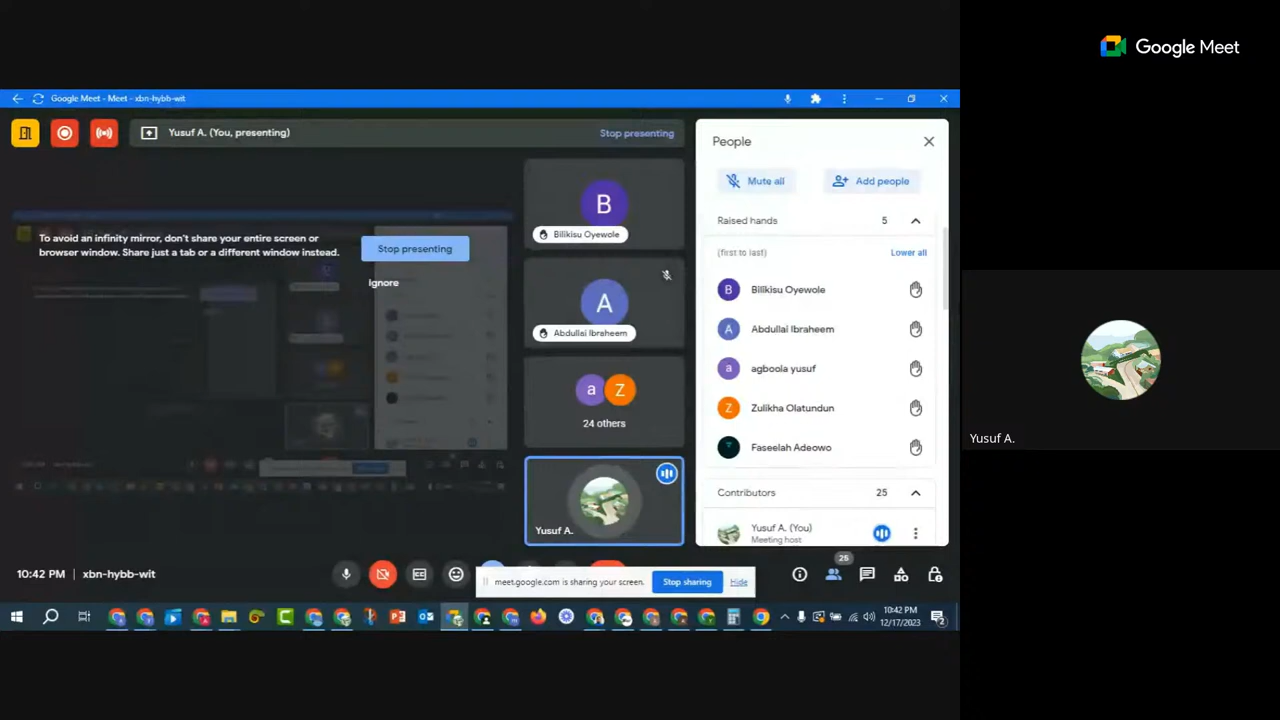 Google Meet
Google Meet - Meet - xbn-hybb-wit
Yusuf A. (You, presenting)
Stop presenting
To avoid an infinity mirror, don't share your entire screen or
browser window. Share just a tab or a different window instead.
Stop presenting
Ignore
B
Bilikisu Oyewole
A
Abdullai Ibraheem
a Z
24 others
Yusuf A.
People
Mute all
Add people
Raised hands 5
(first to last) Lower all
B Bilikisu Oyewole
A Abdullai Ibraheem
a agboola yusuf
Z Zulikha Olatundun
Faseelah Adeowo
Contributors 25
Yusuf A. (You)
Meeting host
Yusuf A.
10:42 PM xbn-hybb-wit
25
meet.google.com is sharing your screen.
Stop sharing
Hide
10:42 PM
12/17/2023
2